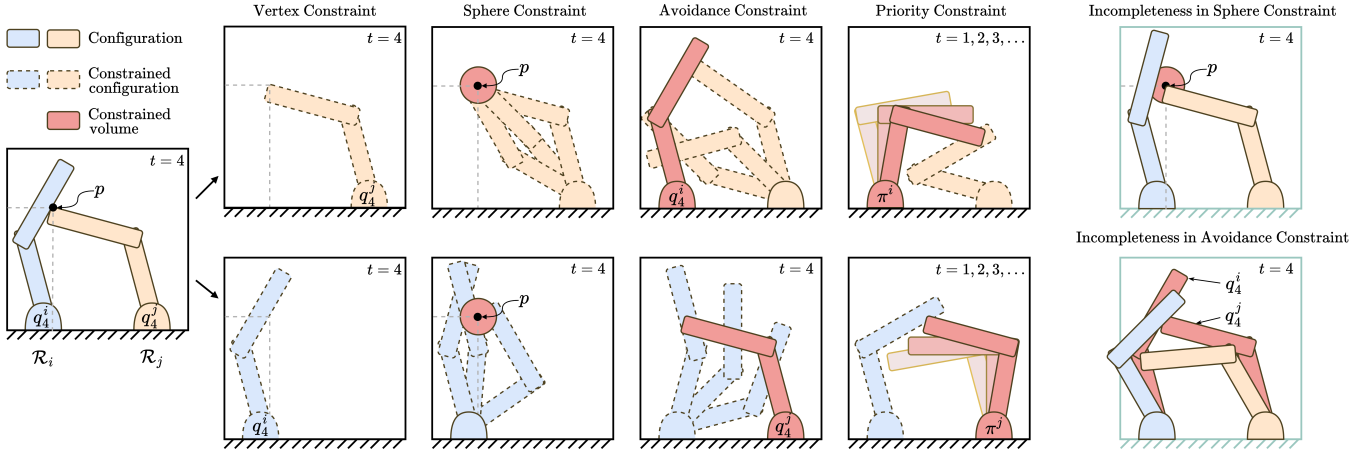 Vertex Constraint
Sphere Constraint
Avoidance Constraint
Priority Constraint
Incompleteness in Sphere Constraint
Configuration
Constrained
configuration
Constrained
volume
t = 4
p
q_4^i
q_4^j
R_i
R_j
t = 4
q_4^j
t = 4
p
t = 4
q_4^i
t = 1, 2, 3, . . .
π^i
t = 4
p
Incompleteness in Avoidance Constraint
t = 4
q_4^i
t = 4
p
t = 4
q_4^j
t = 1, 2, 3, . . .
π^j
t = 4
q_4^i
q_4^j